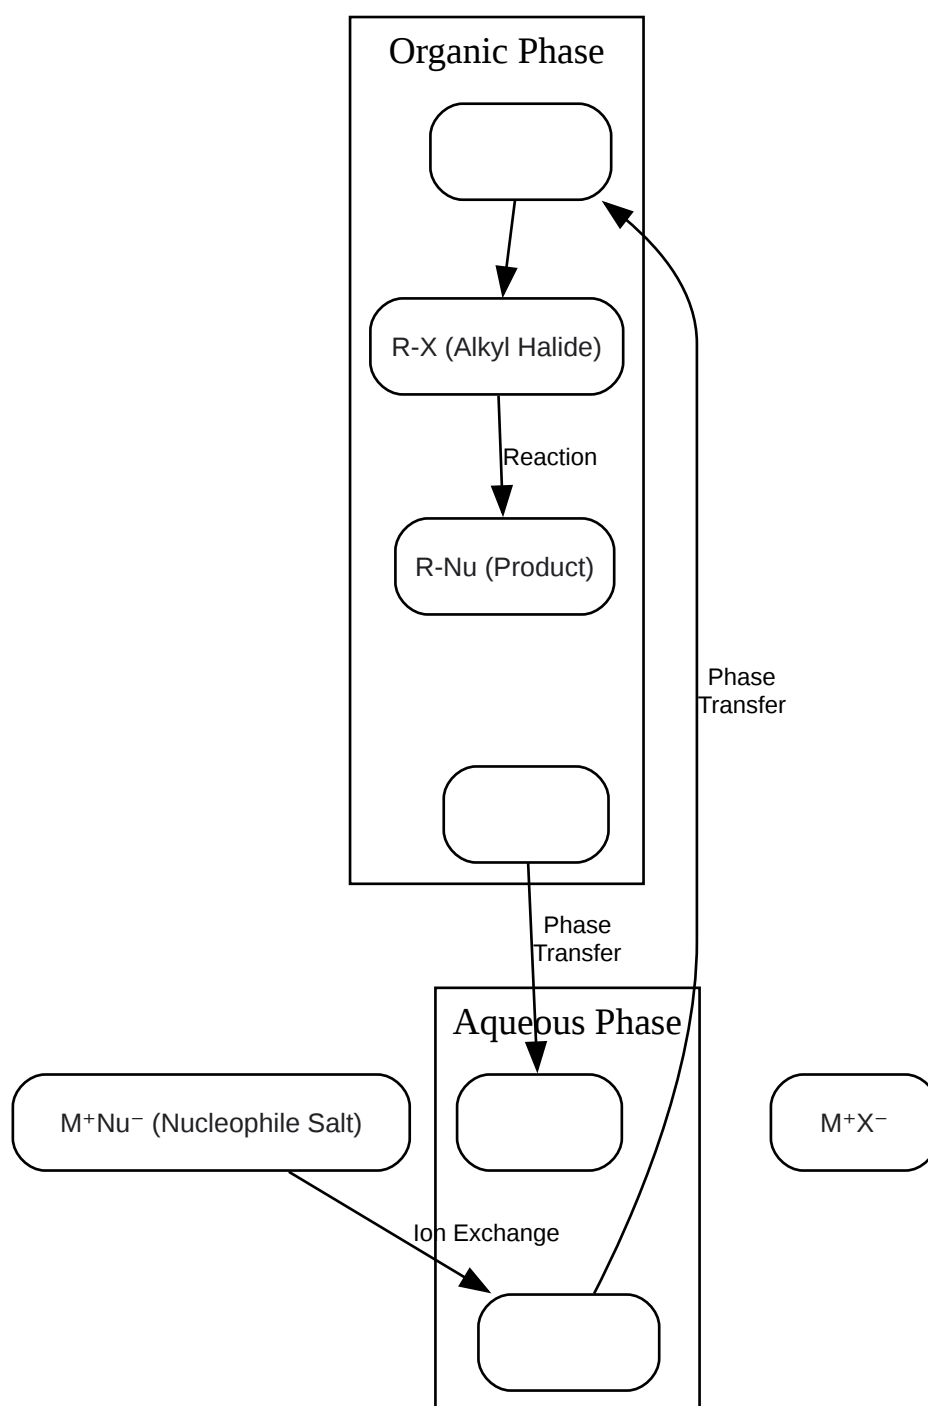 Organic Phase
R-X (Alkyl Halide)
Reaction
R-Nu (Product)
Phase
Transfer
Phase
Transfer
Aqueous Phase
M⁺Nu⁻ (Nucleophile Salt)
M⁺X⁻
Ion Exchange